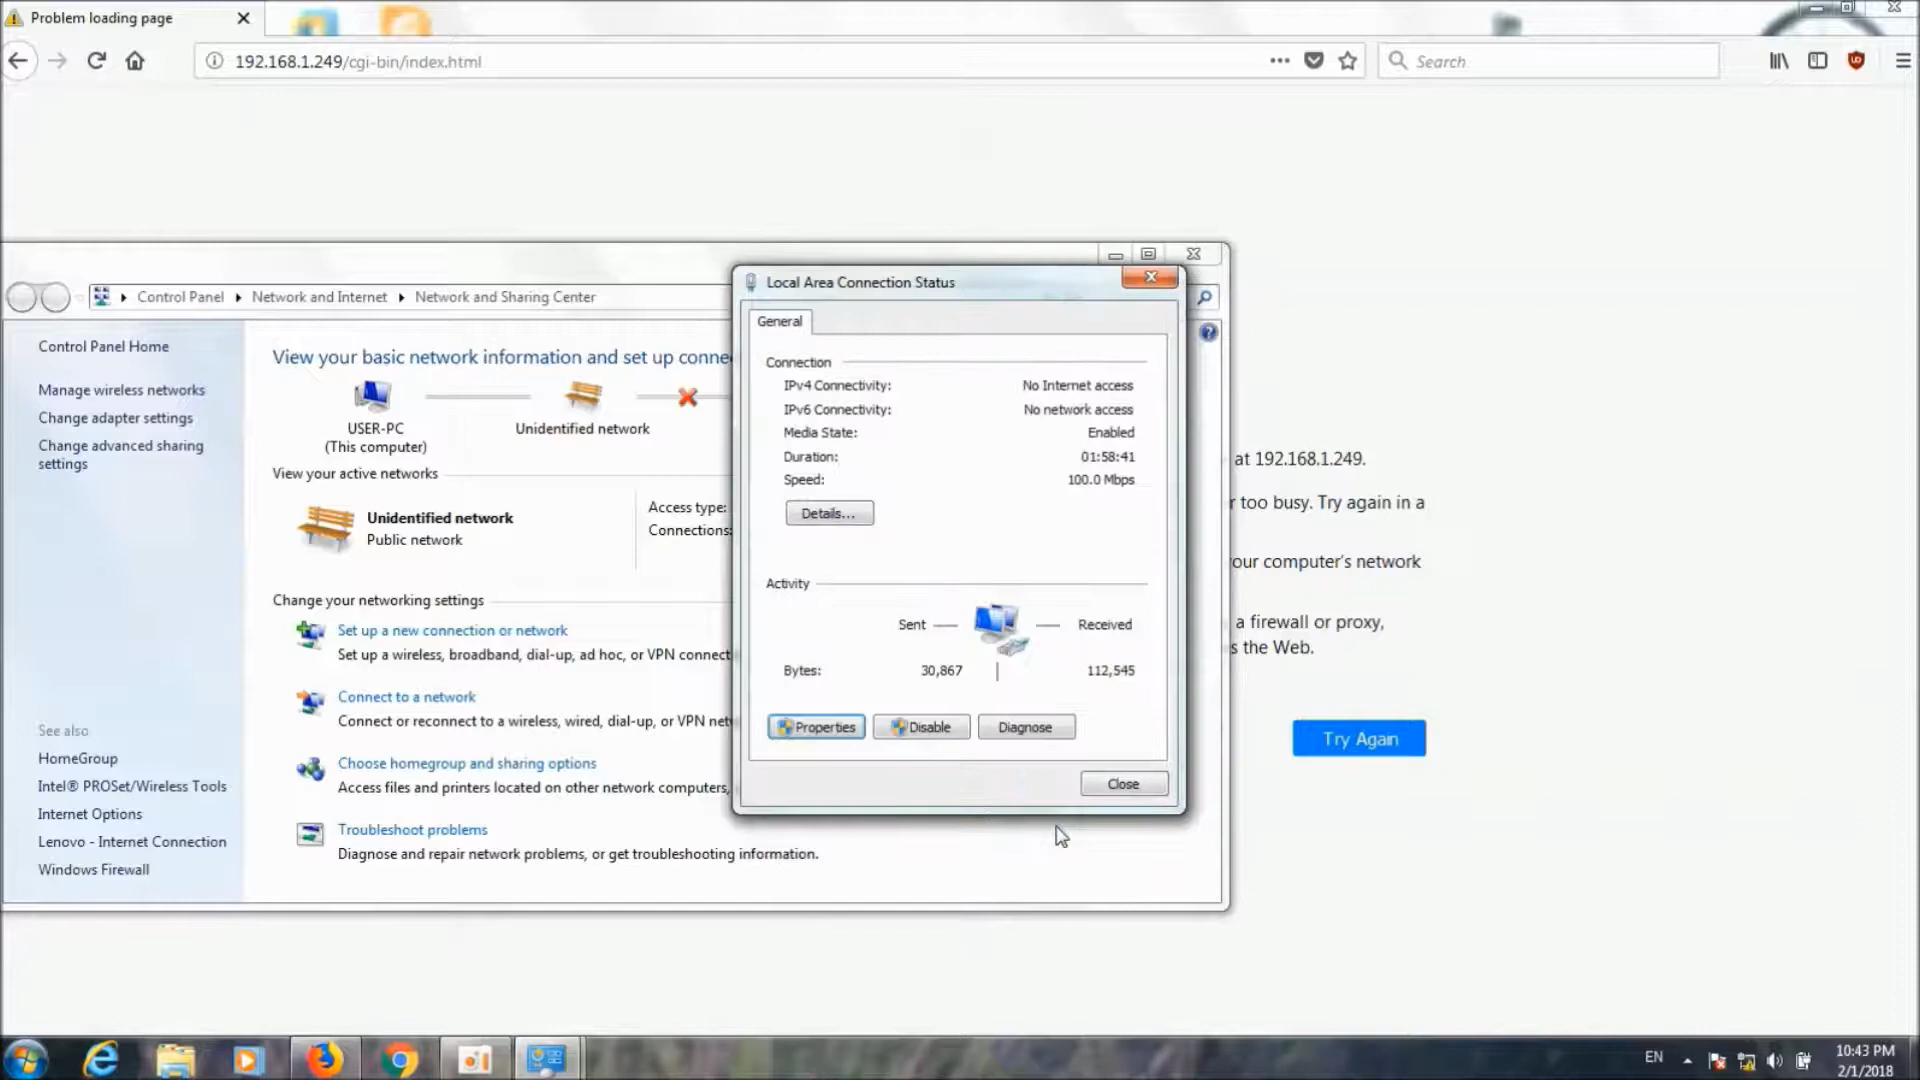 Problem loading page
192.168.1.249/cgi-bin/index.html
Search
Control Panel
Network and Internet
Network and Sharing Center
Control Panel Home
Manage wireless networks
Change adapter settings
Change advanced sharing
settings
See also
HomeGroup
Intel® PROSet/Wireless Tools
Internet Options
Lenovo - Internet Connection
Windows Firewall
View your basic network information and set up conne
USER-PC
(This computer)
Unidentified network
View your active networks
Unidentified network
Public network
Access type:
Connections:
Change your networking settings
Set up a new connection or network
Set up a wireless, broadband, dial-up, ad hoc, or VPN connect
Connect to a network
Connect or reconnect to a wireless, wired, dial-up, or VPN net
Choose homegroup and sharing options
Access files and printers located on other network computers,
Troubleshoot problems
Diagnose and repair network problems, or get troubleshooting information.
Local Area Connection Status
General
Connection
IPv4 Connectivity: No Internet access
IPv6 Connectivity: No network access
Media State: Enabled
Duration: 01:58:41
Speed: 100.0 Mbps
Details...
Activity
Sent
Received
Bytes: 30,867 112,545
Properties
Disable
Diagnose
Close
at 192.168.1.249.
r too busy. Try again in a
our computer's network
a firewall or proxy,
s the Web.
Try Again
EN
10:43 PM
2/1/2018